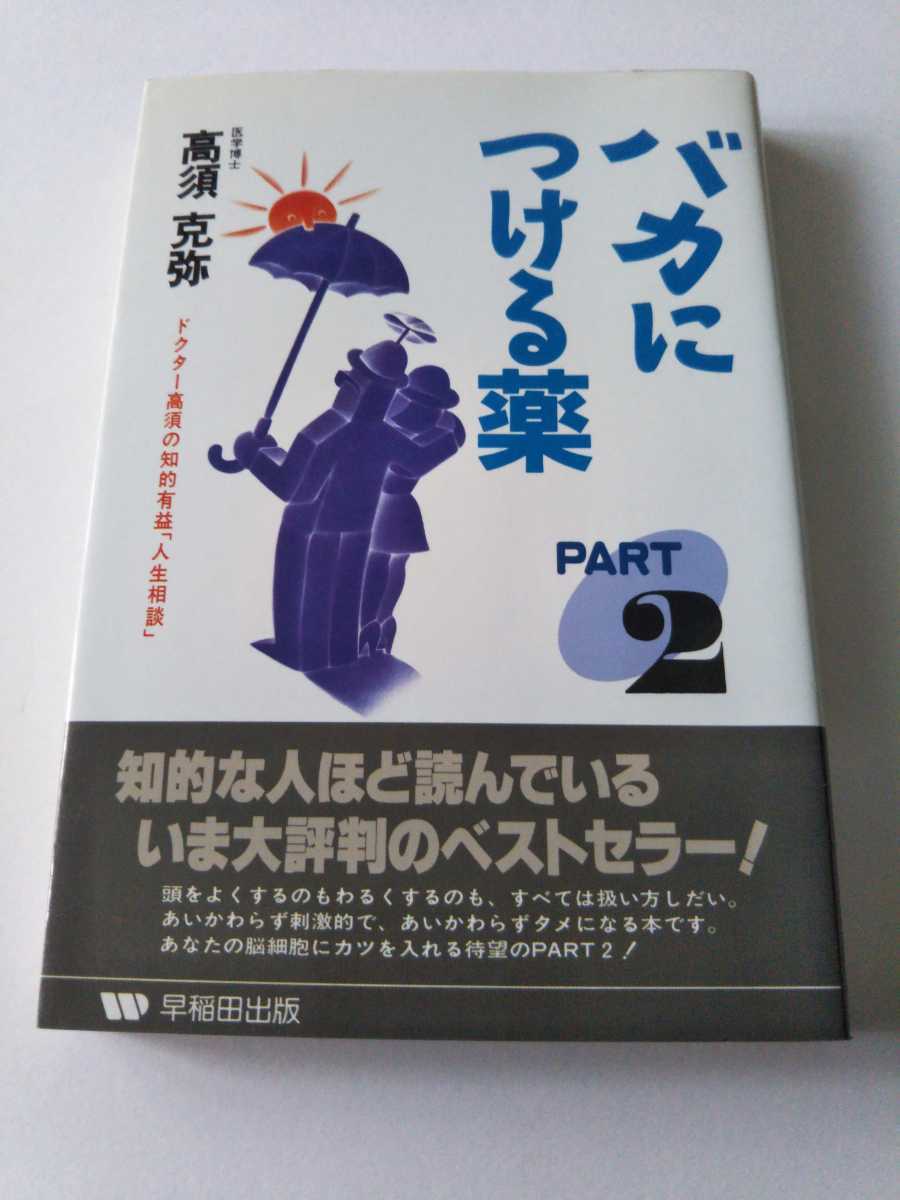 バカに
つける薬
PART
2
医学博士
高須 克弥
ドクター高須の知的有益「人生相談」
知的な人ほど読んでいる
いま大評判のベストセラー!
頭をよくするのもわるくするのも、すべては扱い方しだい。
あいかわらず刺激的で、あいかわらずタメになる本です。
あなたの脳細胞にカツを入れる待望のPART2!
早稲田出版